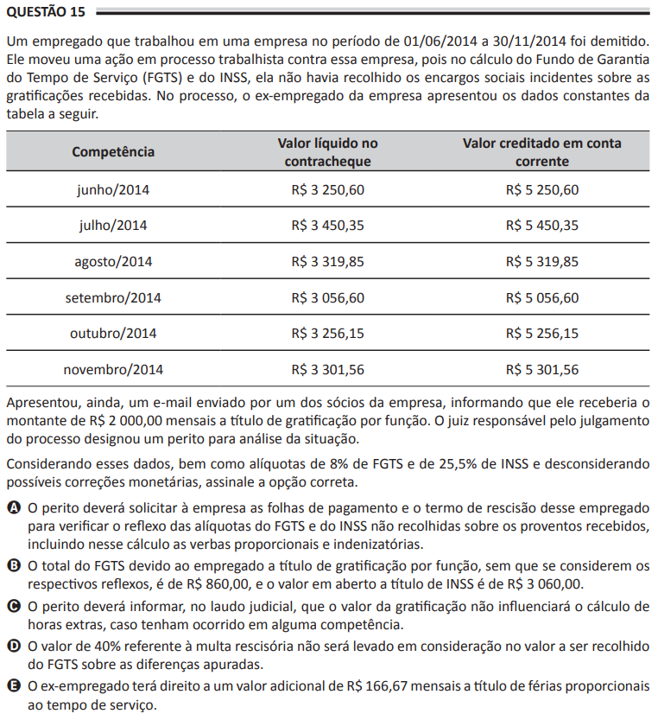 QUESTÃO 15
Um empregado que trabalhou em uma empresa no período de 01/06/2014 a 30/11/2014 foi demitido.
Ele moveu uma ação em processo trabalhista contra essa empresa, pois no cálculo do Fundo de Garantia
do Tempo de Serviço (FGTS) e do INSS, ela não havia recolhido os encargos sociais incidentes sobre as
gratificações recebidas. No processo, o ex-empregado da empresa apresentou os dados constantes da
tabela a seguir.
Competência Valor líquido no contracheque Valor creditado em conta corrente
junho/2014 R$ 3 250,60 R$ 5 250,60
julho/2014 R$ 3 450,35 R$ 5 450,35
agosto/2014 R$ 3 319,85 R$ 5 319,85
setembro/2014 R$ 3 056,60 R$ 5 056,60
outubro/2014 R$ 3 256,15 R$ 5 256,15
novembro/2014 R$ 3 301,56 R$ 5 301,56
Apresentou, ainda, um e-mail enviado por um dos sócios da empresa, informando que ele receberia o
montante de R$ 2 000,00 mensais a título de gratificação por função. O juiz responsável pelo julgamento
do processo designou um perito para análise da situação.
Considerando esses dados, bem como alíquotas de 8% de FGTS e de 25,5% de INSS e desconsiderando
possíveis correções monetárias, assinale a opção correta.
A O perito deverá solicitar à empresa as folhas de pagamento e o termo de rescisão desse empregado
para verificar o reflexo das alíquotas do FGTS e do INSS não recolhidas sobre os proventos recebidos,
incluindo nesse cálculo as verbas proporcionais e indenizatórias.
B O total do FGTS devido ao empregado a título de gratificação por função, sem que se considerem os
respectivos reflexos, é de R$ 860,00, e o valor em aberto a título de INSS é de R$ 3 060,00.
C O perito deverá informar, no laudo judicial, que o valor da gratificação não influenciará o cálculo de
horas extras, caso tenham ocorrido em alguma competência.
D O valor de 40% referente à multa rescisória não será levado em consideração no valor a ser recolhido
do FGTS sobre as diferenças apuradas.
E O ex-empregado terá direito a um valor adicional de R$ 166,67 mensais a título de férias proporcionais
ao tempo de serviço.